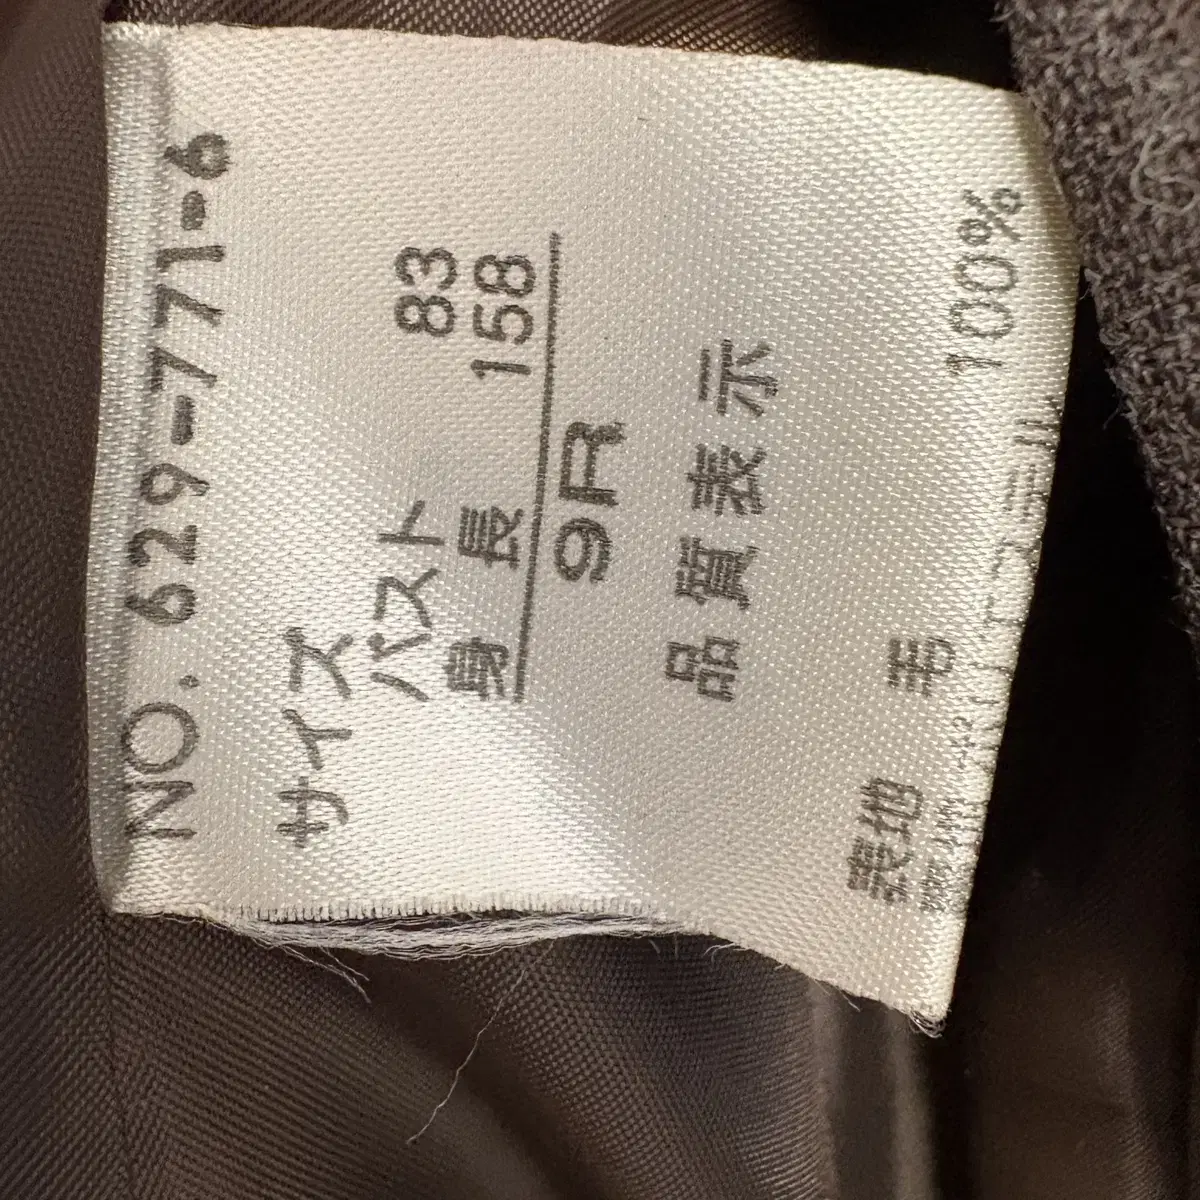 NO. 629-771-6
サイズ
バスト 83
身長 158
9R
品質表示
表地 毛 100%